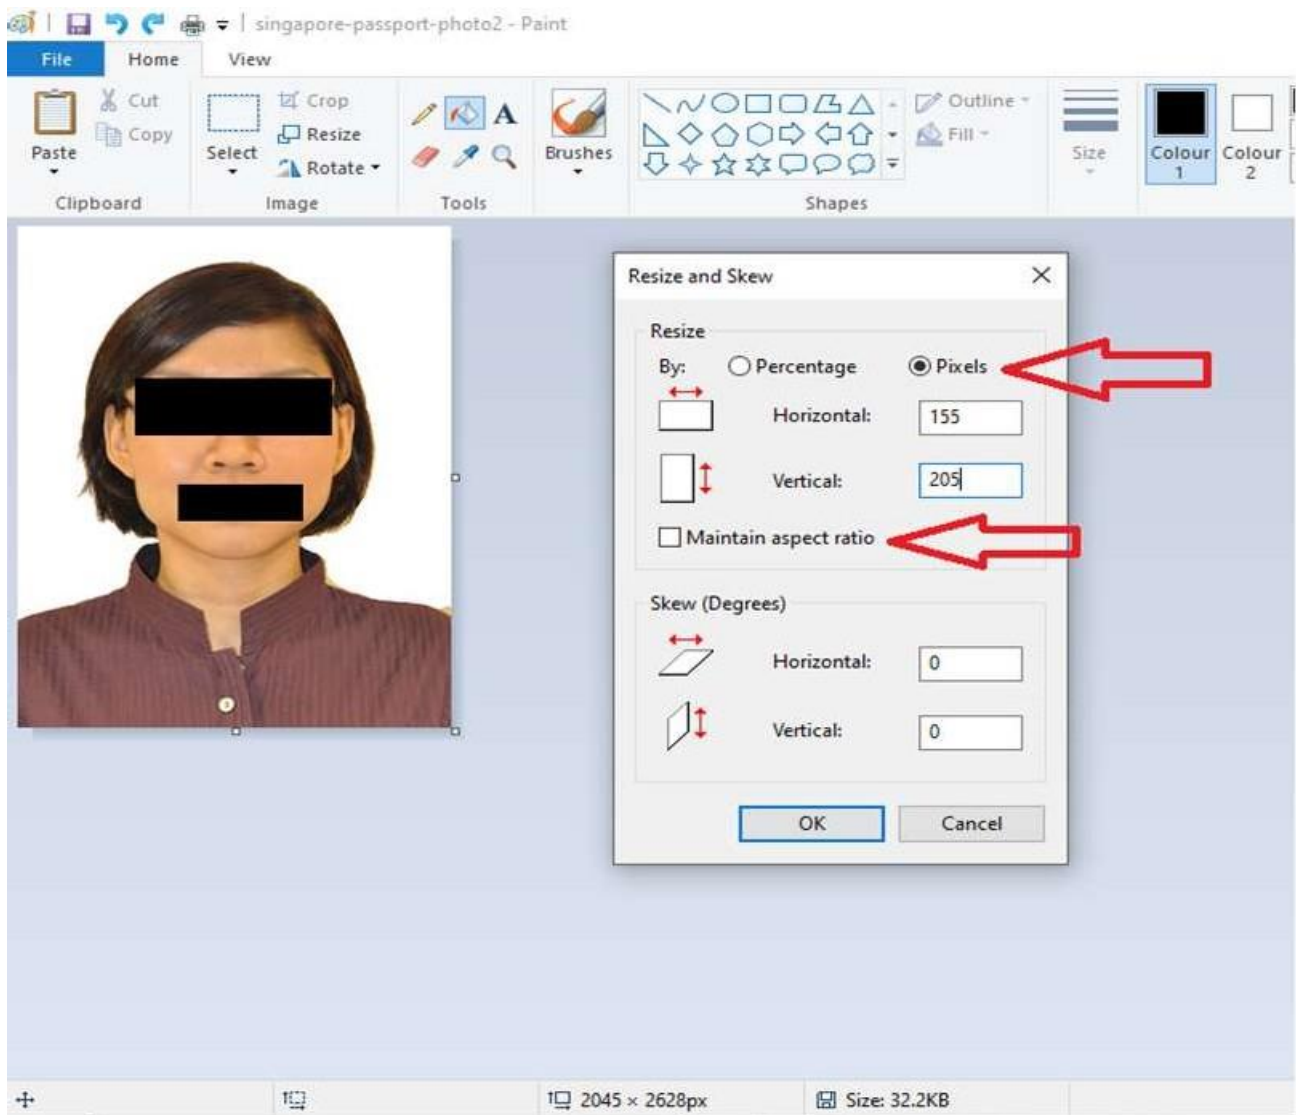 singapore-passport-photo2 - Paint
File Home View
Paste
Cut
Copy
Clipboard
Select
Crop
Resize
Rotate
Image
A
Tools
Brushes
Shapes
Outline
Fill
Size
Colour 1
Colour 2
Resize and Skew
Resize
By: Percentage Pixels
Horizontal: 155
Vertical: 205
Maintain aspect ratio
Skew (Degrees)
Horizontal: 0
Vertical: 0
OK Cancel
2045 × 2628px Size: 32.2KB